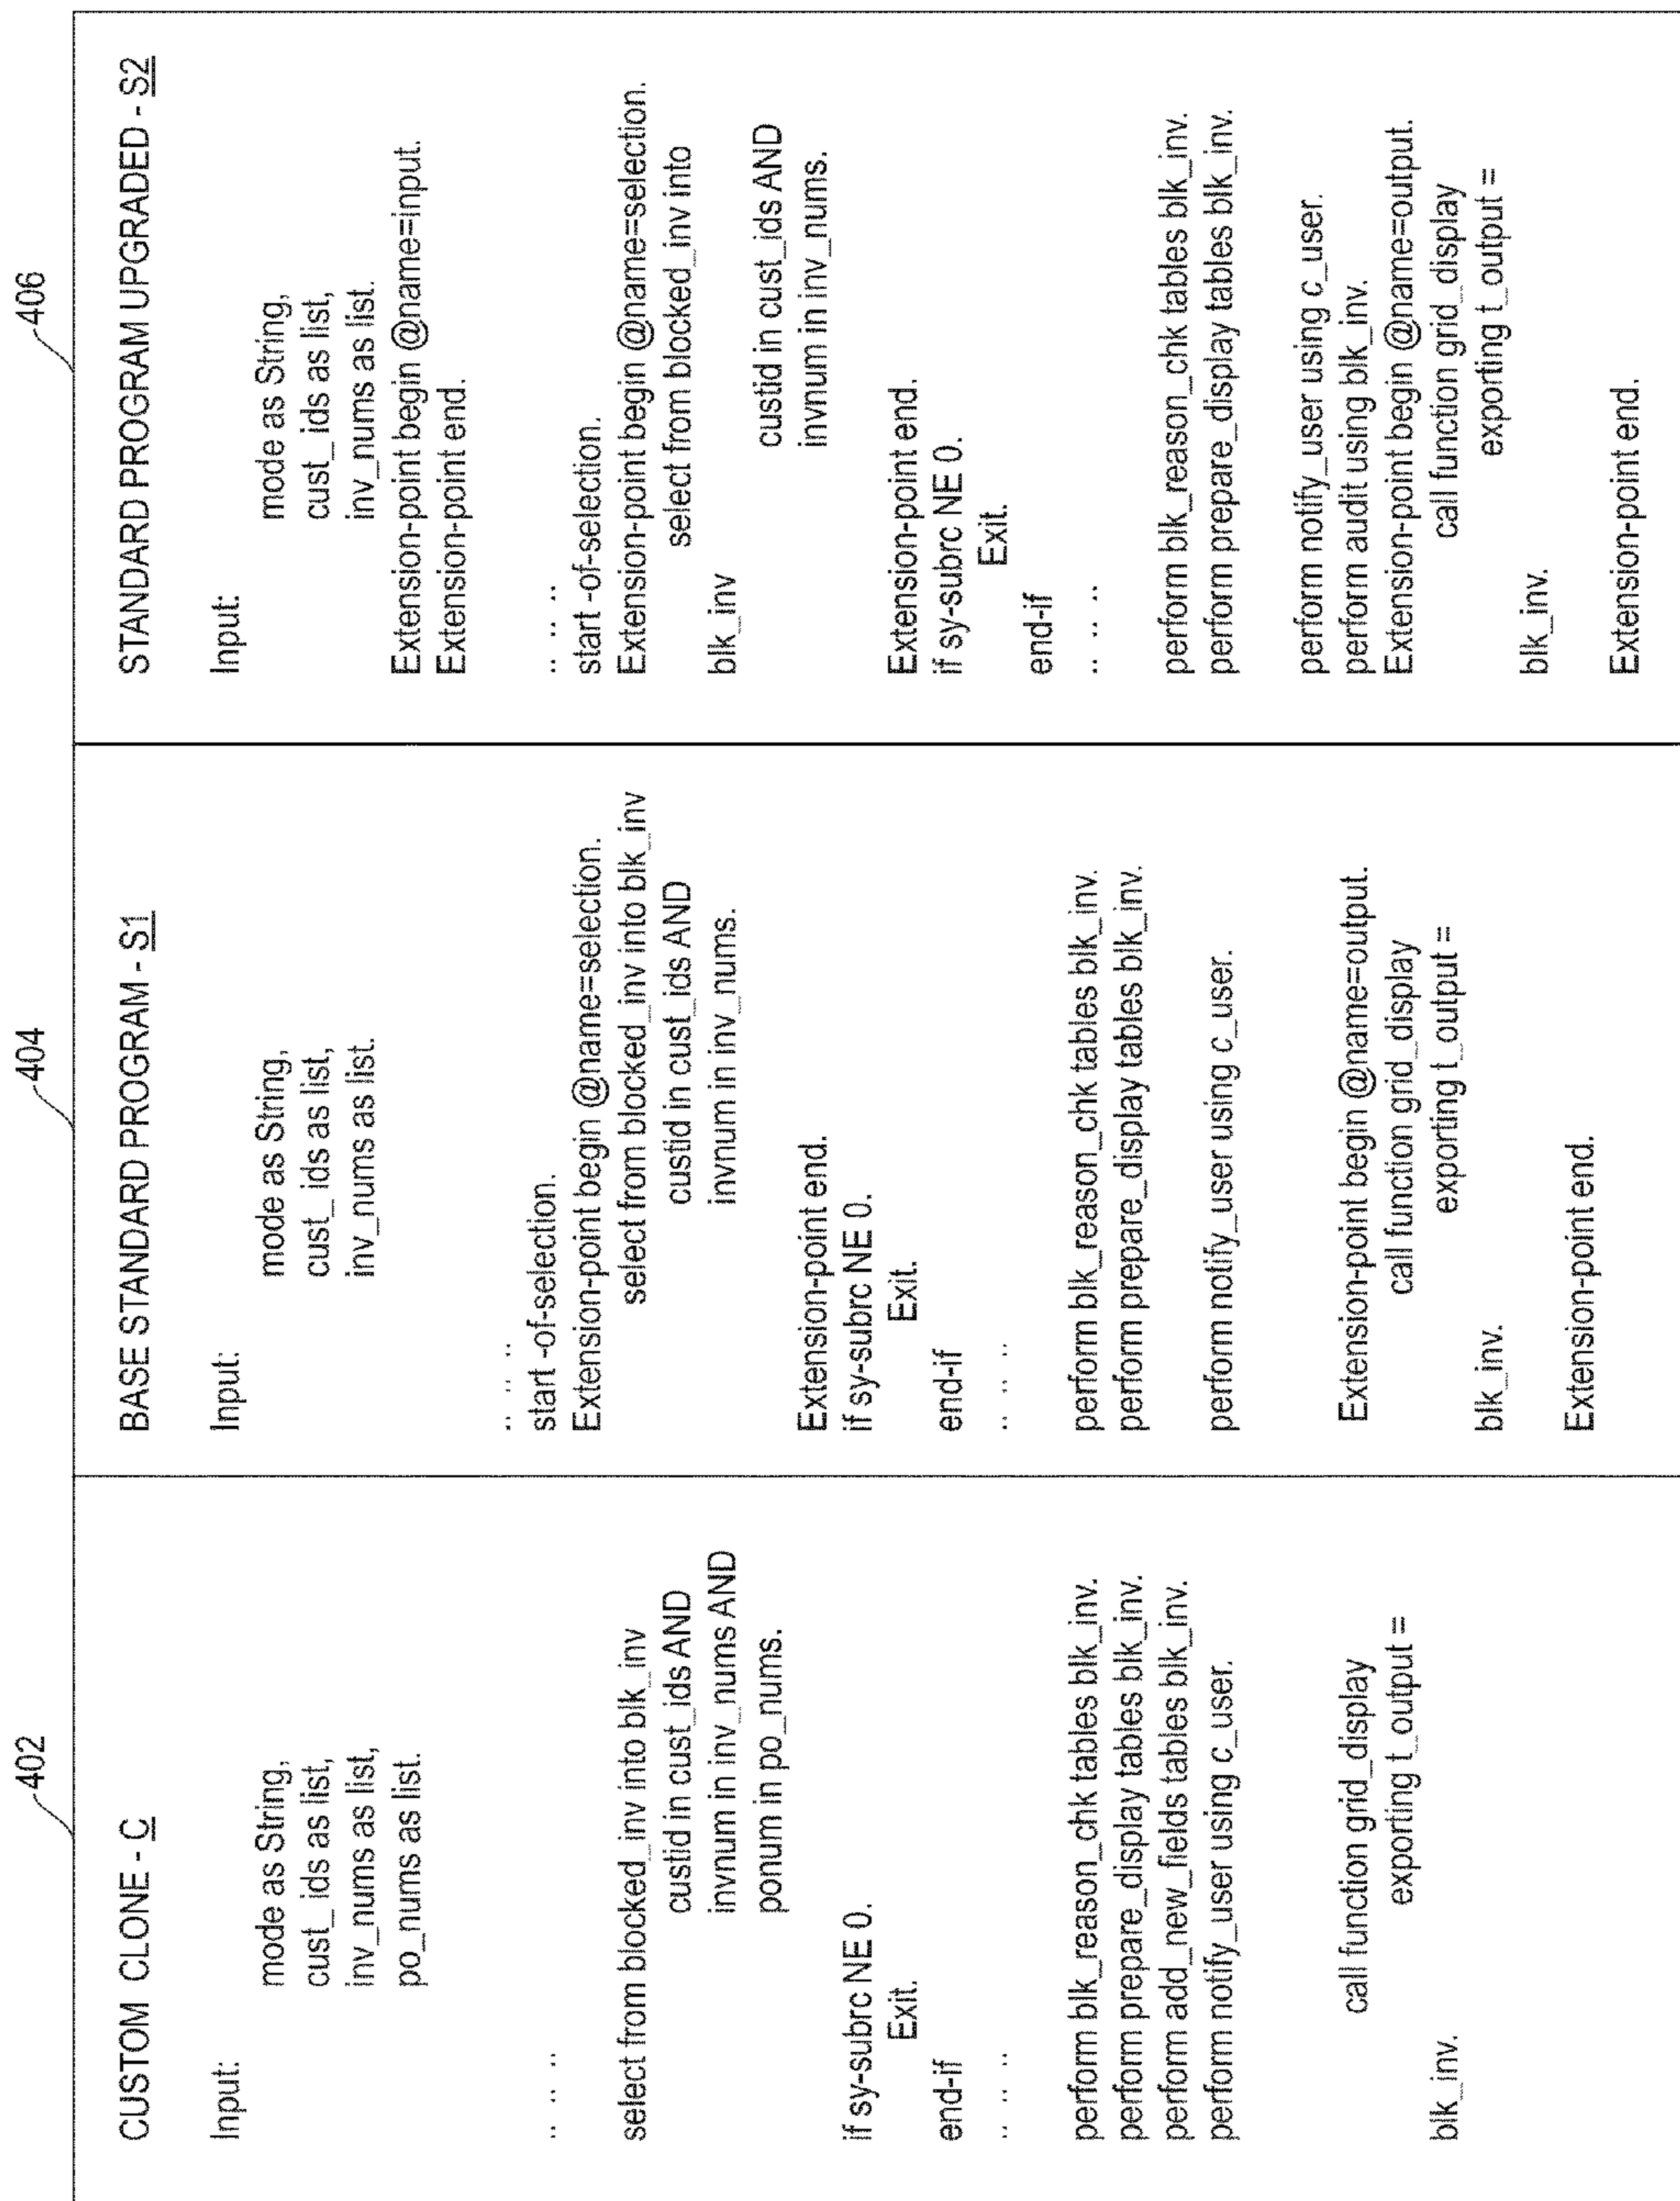 402
CUSTOM CLONE - C
Input:
mode as String,
cust_ids as list,
inv_nums as list,
po_nums as list.
.. .. .. ..
select from blocked_inv into blk_inv
custid in cust_ids AND
invnum in inv_nums AND
ponum in po_nums.
if sy-subrc NE 0.
Exit.
end-if
.. .. .. ..
perform blk_reason_chk tables blk_inv.
perform prepare_display tables blk_inv.
perform add_new_fields tables blk_inv.
perform notify_user using c_user.
call function grid_display
exporting t_output =
blk_inv.
404
BASE STANDARD PROGRAM - S1
Input:
mode as String,
cust_ids as list,
inv_nums as list.
.. .. .. ..
start -of-selection.
Extension-point begin @name=selection.
select from blocked_inv into blk_inv
custid in cust_ids AND
invnum in inv_nums.
Extension-point end.
if sy-subrc NE 0.
Exit.
end-if
.. .. .. ..
perform blk_reason_chk tables blk_inv.
perform prepare_display tables blk_inv.
perform notify_user using c_user.
Extension-point begin @name=output.
call function grid_display
exporting t_output =
blk_inv.
Extension-point end.
406
STANDARD PROGRAM UPGRADED - S2
Input:
mode as String,
cust_ids as list,
inv_nums as list.
Extension-point begin @name=input.
Extension-point end.
.. .. .. ..
start -of-selection.
Extension-point begin @name=selection.
select from blocked_inv into
blk_inv
custid in cust_ids AND
invnum in inv_nums.
Extension-point end.
if sy-subrc NE 0.
Exit.
end-if
.. .. .. ..
perform blk_reason_chk tables blk_inv.
perform prepare_display tables blk_inv.
perform notify_user using c_user.
perform audit using blk_inv.
Extension-point begin @name=output.
call function grid_display
exporting t_output =
blk_inv.
Extension-point end.